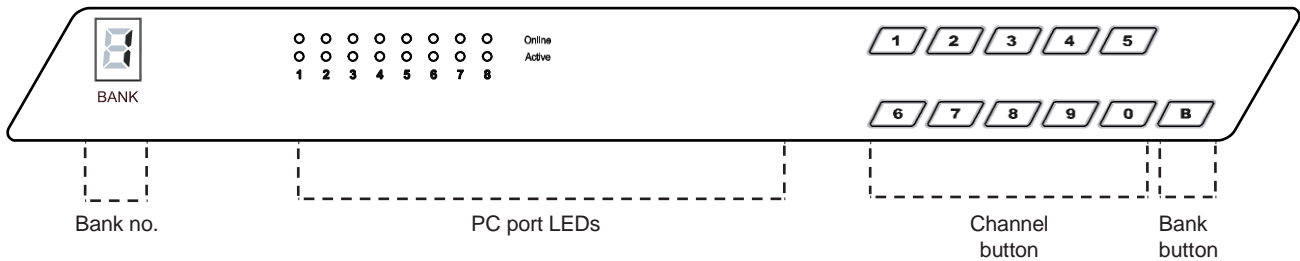 1
BANK
Online
Active
1 2 3 4 5 6 7 8
1 2 3 4 5
6 7 8 9 0 B
Bank no.
PC port LEDs
Channel
button
Bank
button